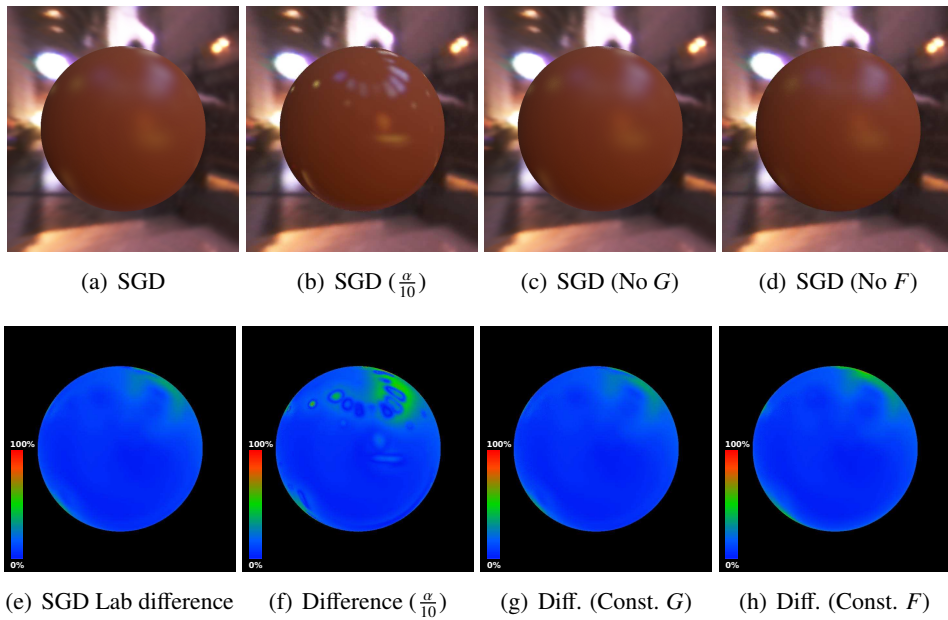 (a) SGD
(b) SGD (α/10)
(c) SGD (No G)
(d) SGD (No F)
100%
0%
100%
0%
100%
0%
100%
0%
(e) SGD Lab difference
(f) Difference (α/10)
(g) Diff. (Const. G)
(h) Diff. (Const. F)